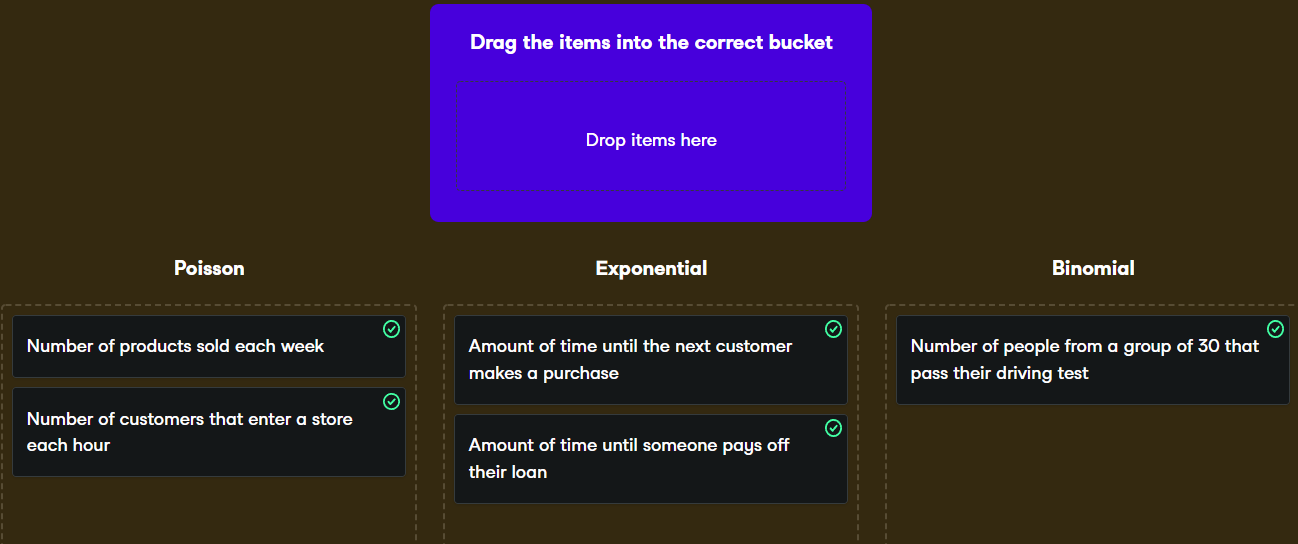 Drag the items into the correct bucket
Drop items here
Poisson
Number of products sold each week
Number of customers that enter a store
each hour
Exponential
Amount of time until the next customer
makes a purchase
Amount of time until someone pays off
their loan
Binomial
Number of people from a group of 30 that
pass their driving test